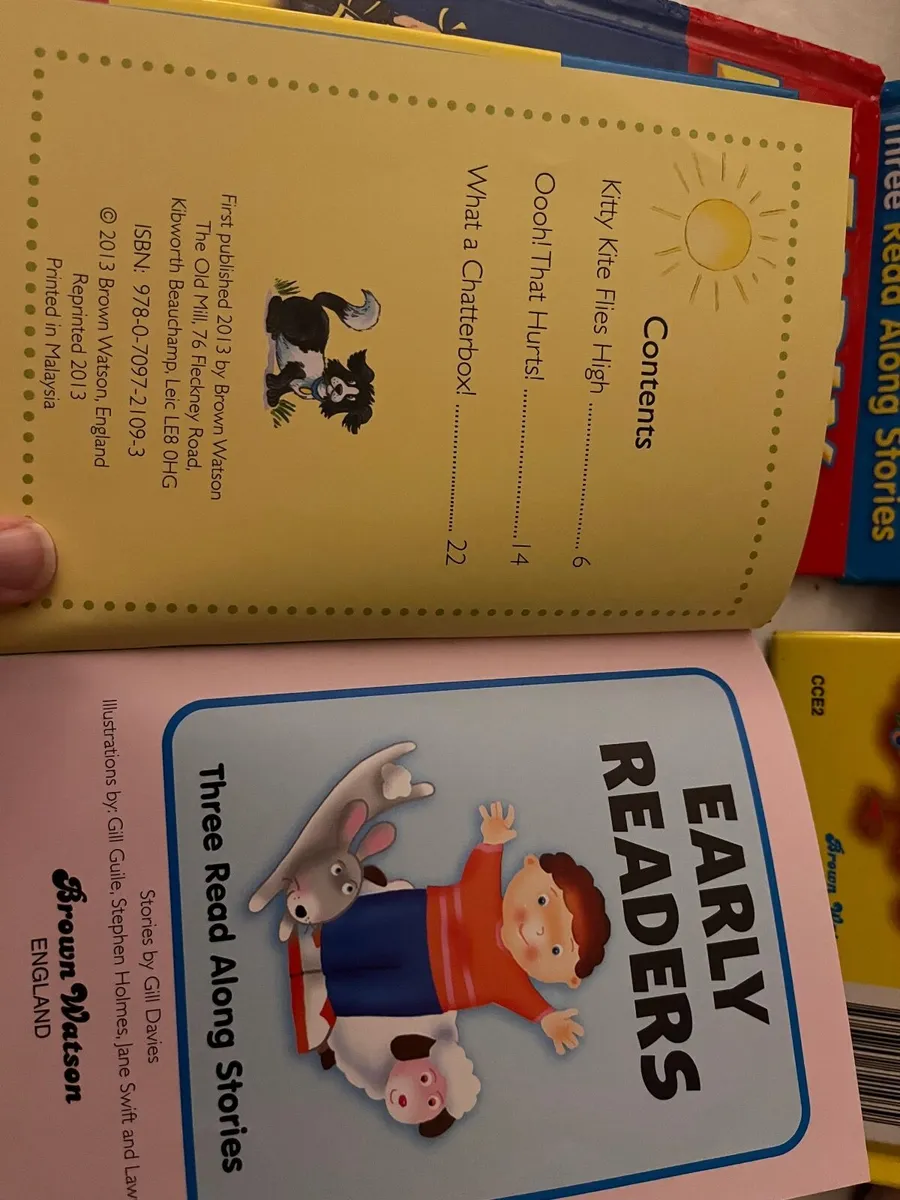 Contents
Kitty Kite Flies High ........................... 6
Oooh! That Hurts! ........................... 14
What a Chatterbox! ........................ 22
First published 2013 by Brown Watson
The Old Mill, 76 Fleckney Road,
Kibworth Beauchamp, Leic LE8 0HG
ISBN: 978-0-7097-2109-3
© 2013 Brown Watson, England
Reprinted 2013
Printed in Malaysia
EARLY
READERS
Three Read Along Stories
Stories by Gill Davies
Illustrations by: Gill Guile, Stephen Holmes, Jane Swift and Law
Brown Watson
ENGLAND
Three Read Along Stories
CCE2
Brown